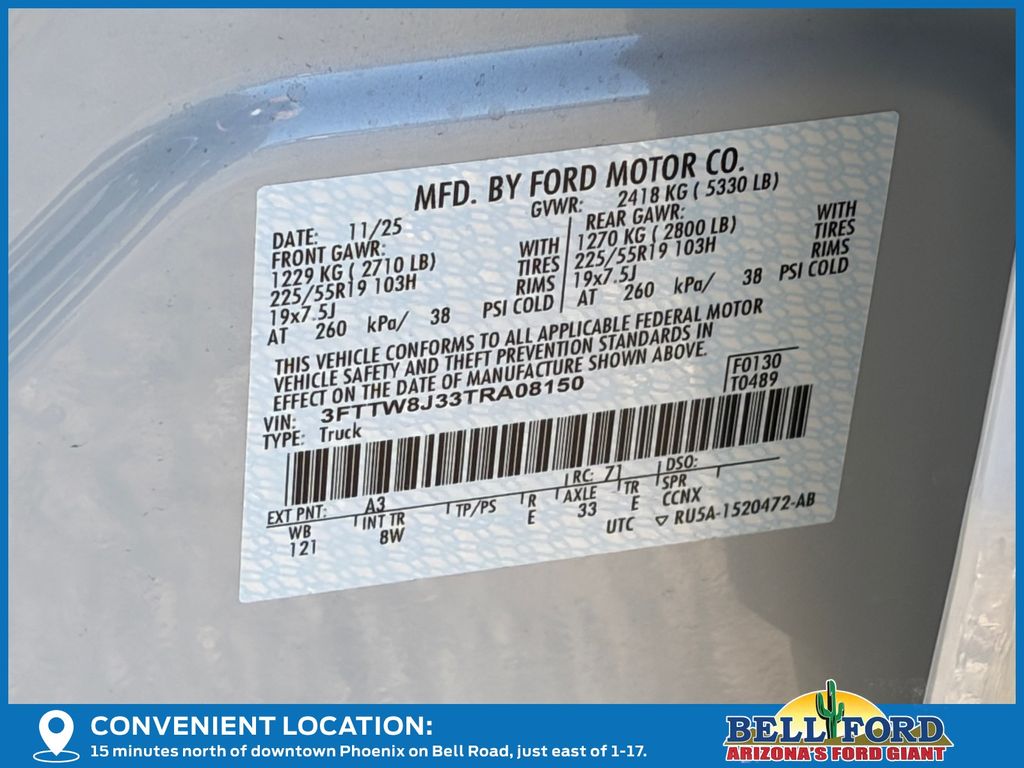 MFD. BY FORD MOTOR CO.
DATE: 11/25 GVWR: 2418 KG ( 5330 LB)
FRONT GAWR: REAR GAWR:
1229 KG ( 2710 LB) WITH 1270 KG ( 2800 LB) WITH
225/55R19 103H TIRES 225/55R19 103H TIRES
19x7.5J RIMS 19x7.5J RIMS
AT 260 kPa/ 38 PSI COLD AT 260 kPa/ 38 PSI COLD
THIS VEHICLE CONFORMS TO ALL APPLICABLE FEDERAL MOTOR
VEHICLE SAFETY AND THEFT PREVENTION STANDARDS IN
EFFECT ON THE DATE OF MANUFACTURE SHOWN ABOVE.
VIN: 3FTTW8J33TRA08150 F0130
TYPE: Truck T0489
EXT PNT: A3 RC: 71 DSO:
WB INT TR TP/PS R AXLE TR SPR
121 8W E 33 E CCNX
UTC ▽ RU5A-1520472-AB
CONVENIENT LOCATION:
15 minutes north of downtown Phoenix on Bell Road, just east of 1-17.
BELL FORD
ARIZONA'S FORD GIANT